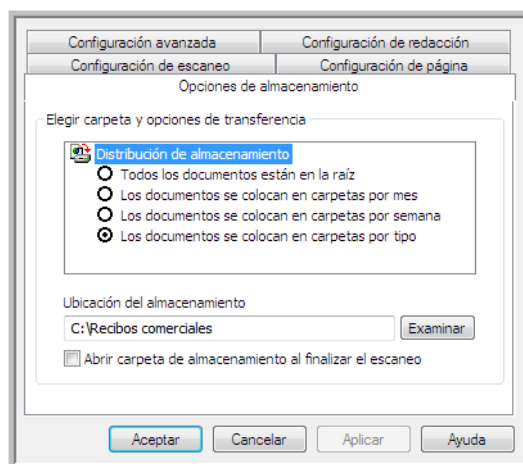 Configuración avanzada
Configuración de redacción
Configuración de escaneo
Configuración de página
Opciones de almacenamiento
Elegir carpeta y opciones de transferencia
Distribución de almacenamiento
Todos los documentos están en la raíz
Los documentos se colocan en carpetas por mes
Los documentos se colocan en carpetas por semana
Los documentos se colocan en carpetas por tipo
Ubicación del almacenamiento
C:\Recibos comerciales
Examinar
Abrir carpeta de almacenamiento al finalizar el escaneo
Aceptar
Cancelar
Aplicar
Ayuda